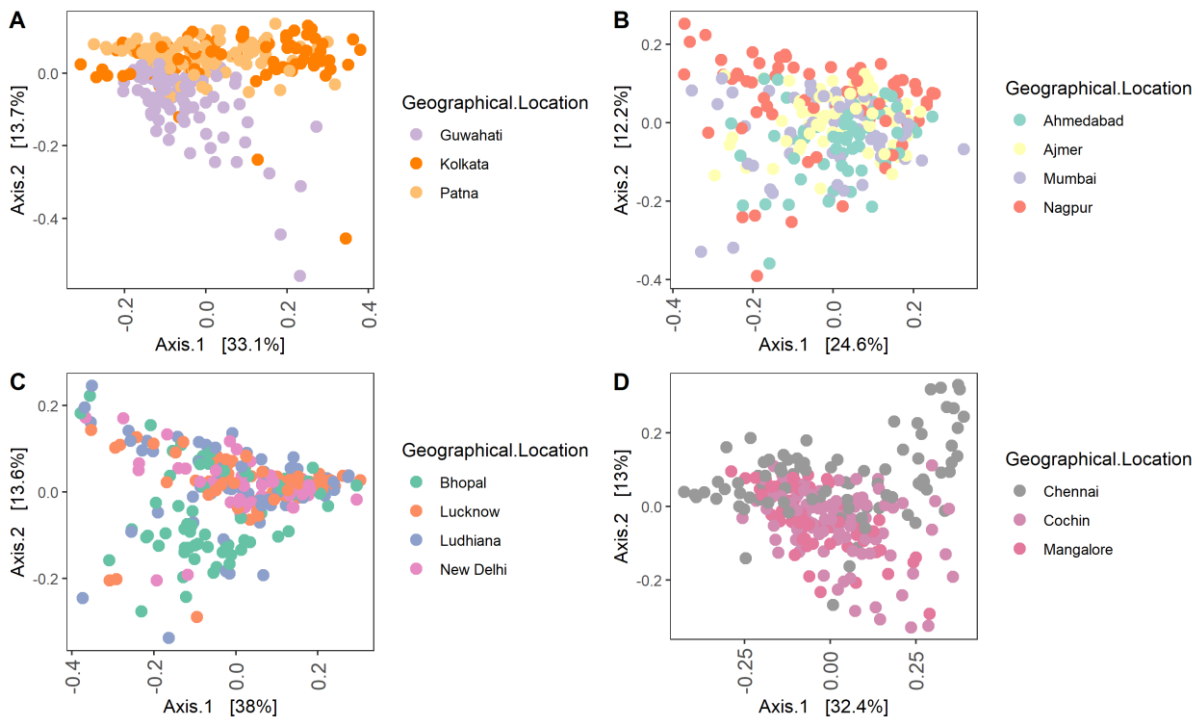 A
0.0
-0.2
-0.4
Axis.2 [13.7%]
-0.2
0.0
0.2
0.4
Axis.1 [33.1%]
Geographical.Location
Guwahati
Kolkata
Patna
B
0.2
0.0
-0.2
-0.4
Axis.2 [12.2%]
-0.4
-0.2
0.0
0.2
Axis.1 [24.6%]
Geographical.Location
Ahmedabad
Ajmer
Mumbai
Nagpur
C
0.2
0.0
-0.2
Axis.2 [13.6%]
-0.4
-0.2
0.0
0.2
Axis.1 [38%]
Geographical.Location
Bhopal
Lucknow
Ludhiana
New Delhi
D
0.2
0.0
-0.2
Axis.2 [13%]
-0.25
0.00
0.25
Axis.1 [32.4%]
Geographical.Location
Chennai
Cochin
Mangalore